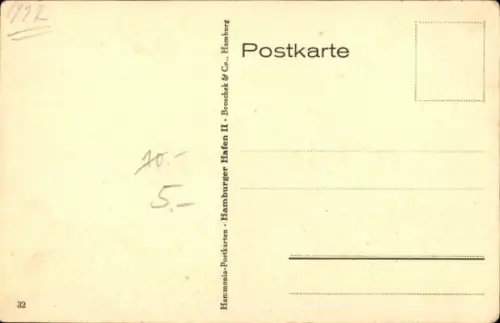 Postkarte
Hammonia-Postkarten · Hamburger Hafen II · Broschek & Co., Hamburg
10.-
5.-
32